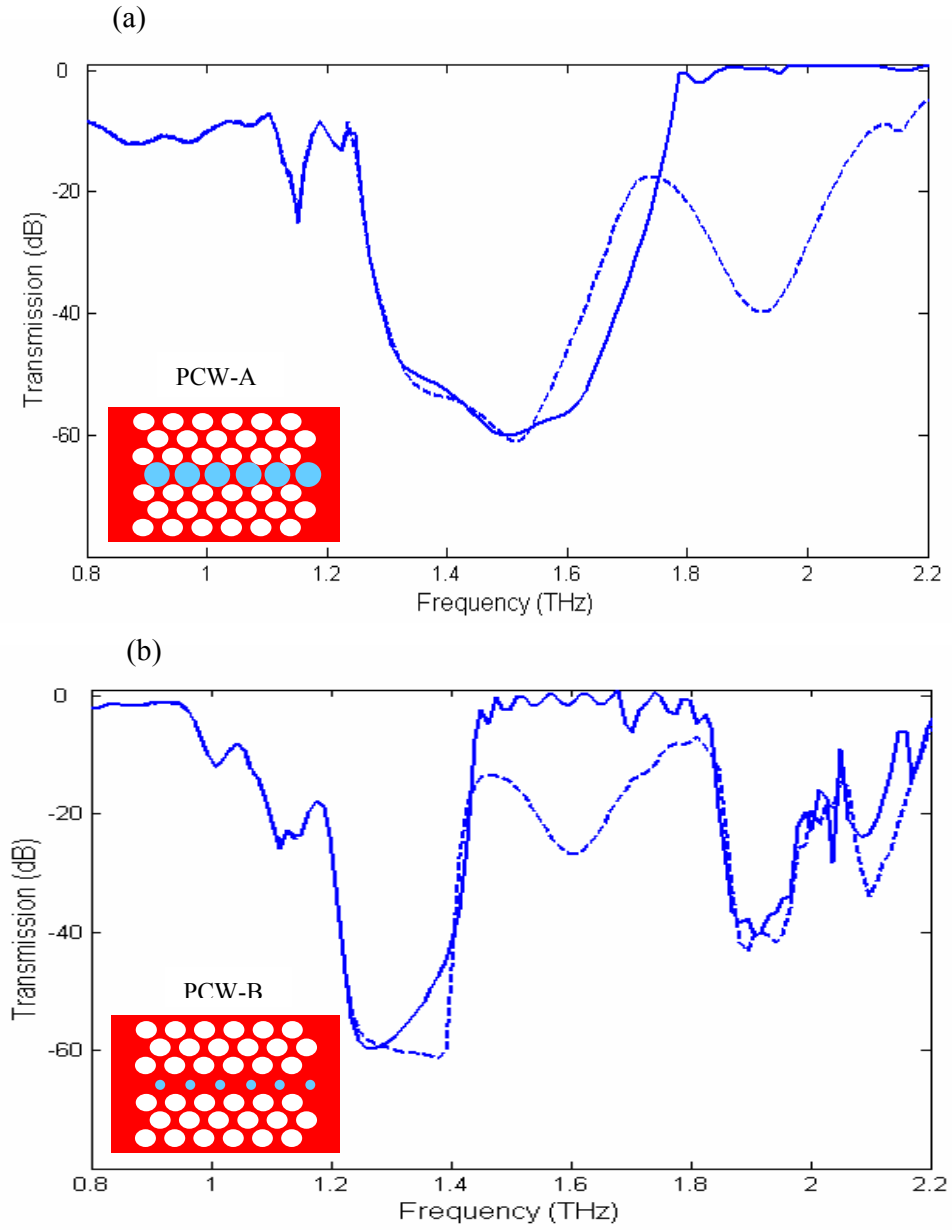 (a)
0
-20
-40
-60
Transmission (dB)
PCW-A
0.8 1 1.2 1.4 1.6 1.8 2 2.2
Frequency (THz)
(b)
0
-20
-40
-60
Transmission (dB)
PCW-B
0.8 1 1.2 1.4 1.6 1.8 2 2.2
Frequency (THz)